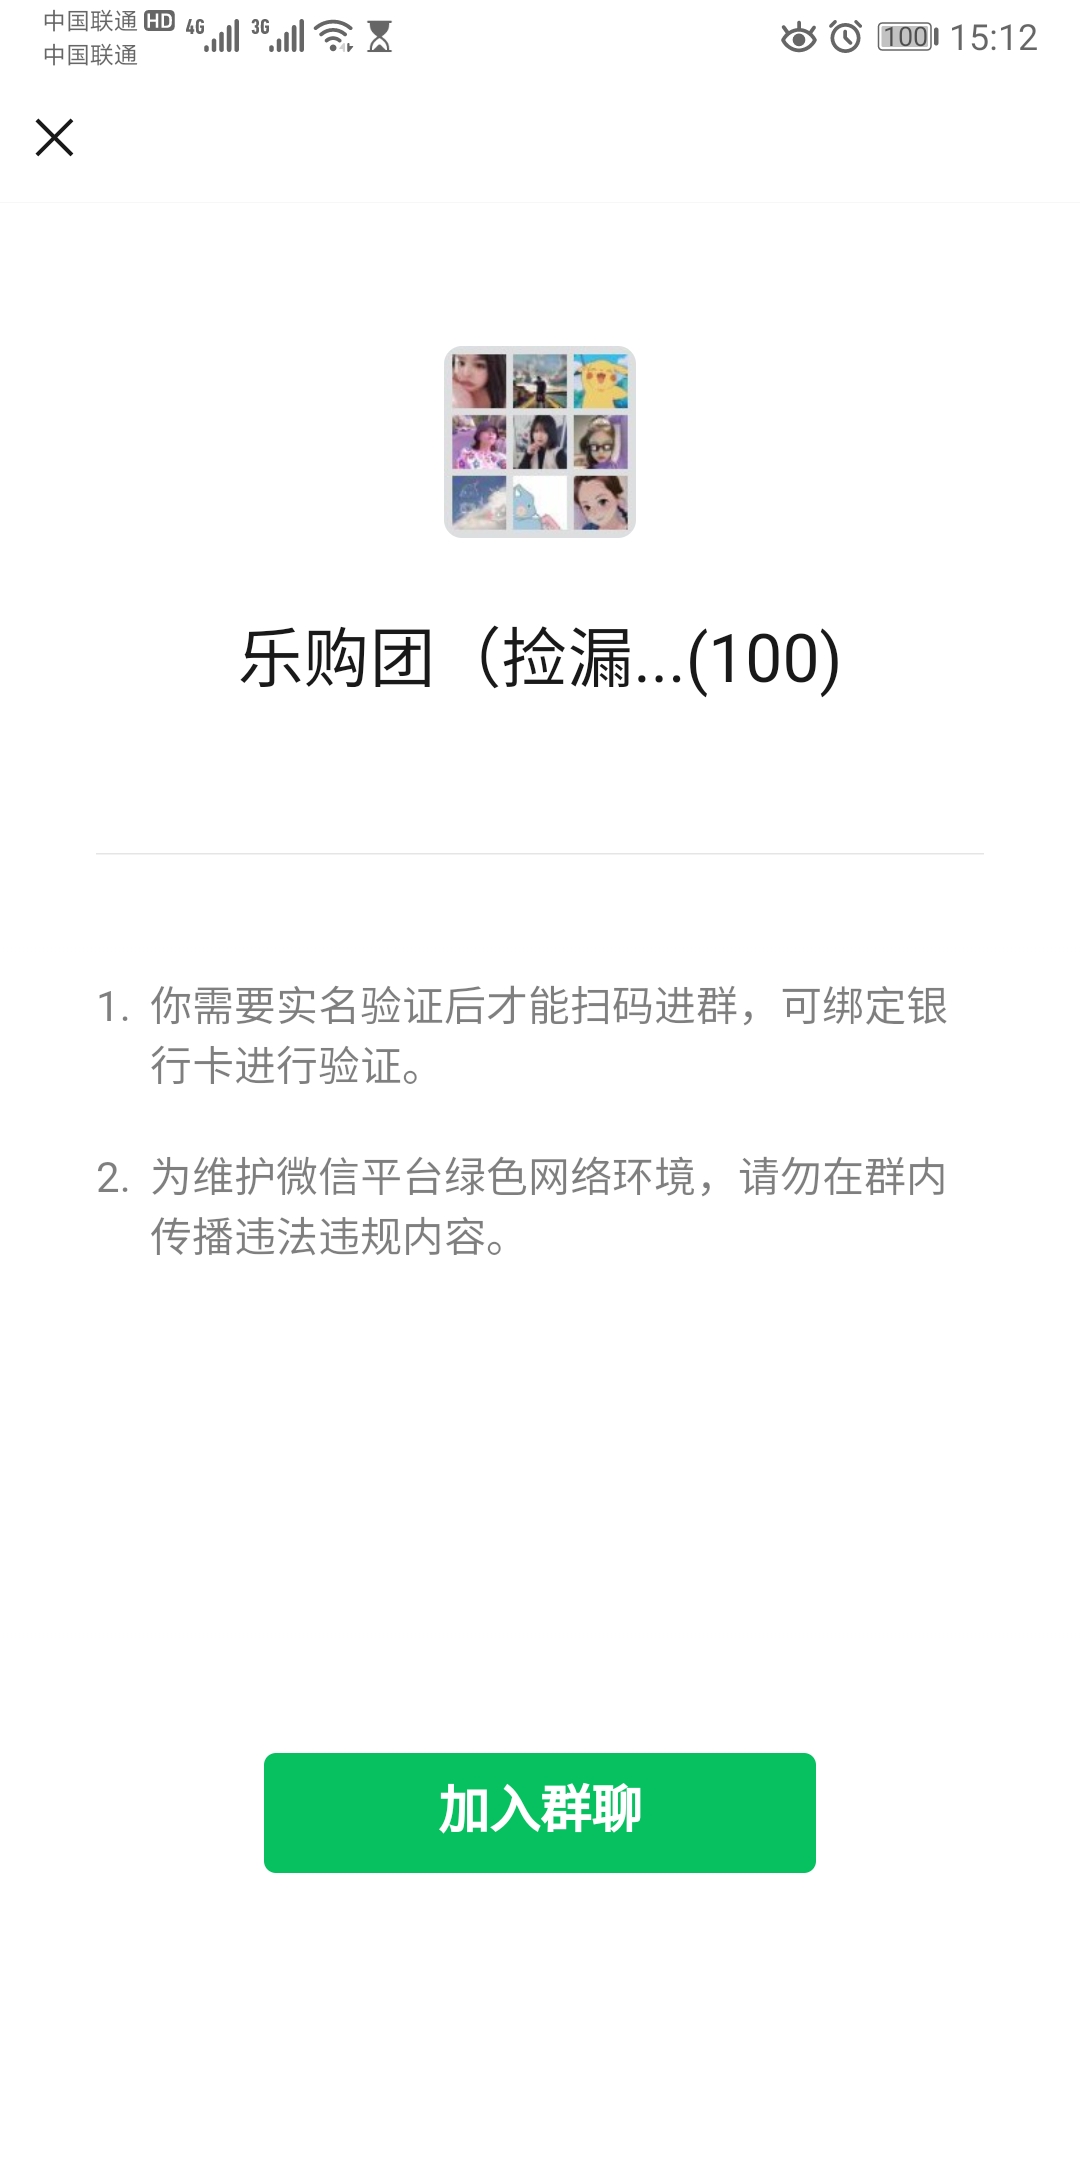 中国联通 HD 4G 3G 100 15:12
中国联通
乐购团（捡漏...(100)
1. 你需要实名验证后才能扫码进群，可绑定银
行卡进行验证。
2. 为维护微信平台绿色网络环境，请勿在群内
传播违法违规内容。
加入群聊